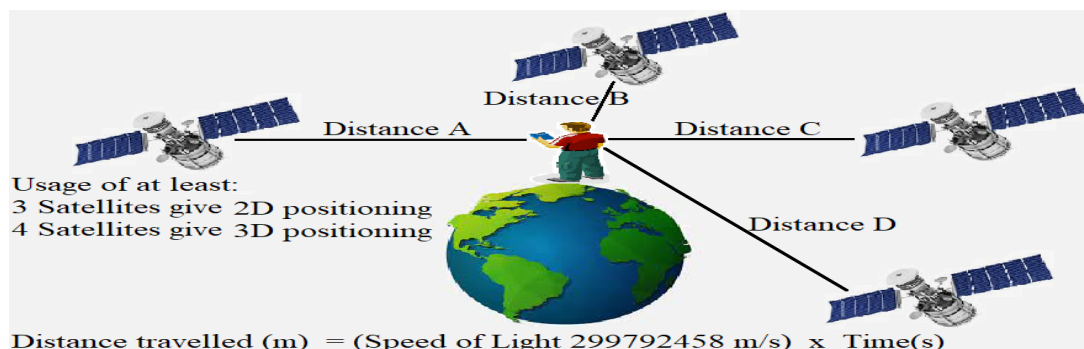 Distance B
Distance A
Distance C
Usage of at least:
3 Satellites give 2D positioning
4 Satellites give 3D positioning
Distance D
Distance travelled (m) = (Speed of Light 299792458 m/s) x Time(s)